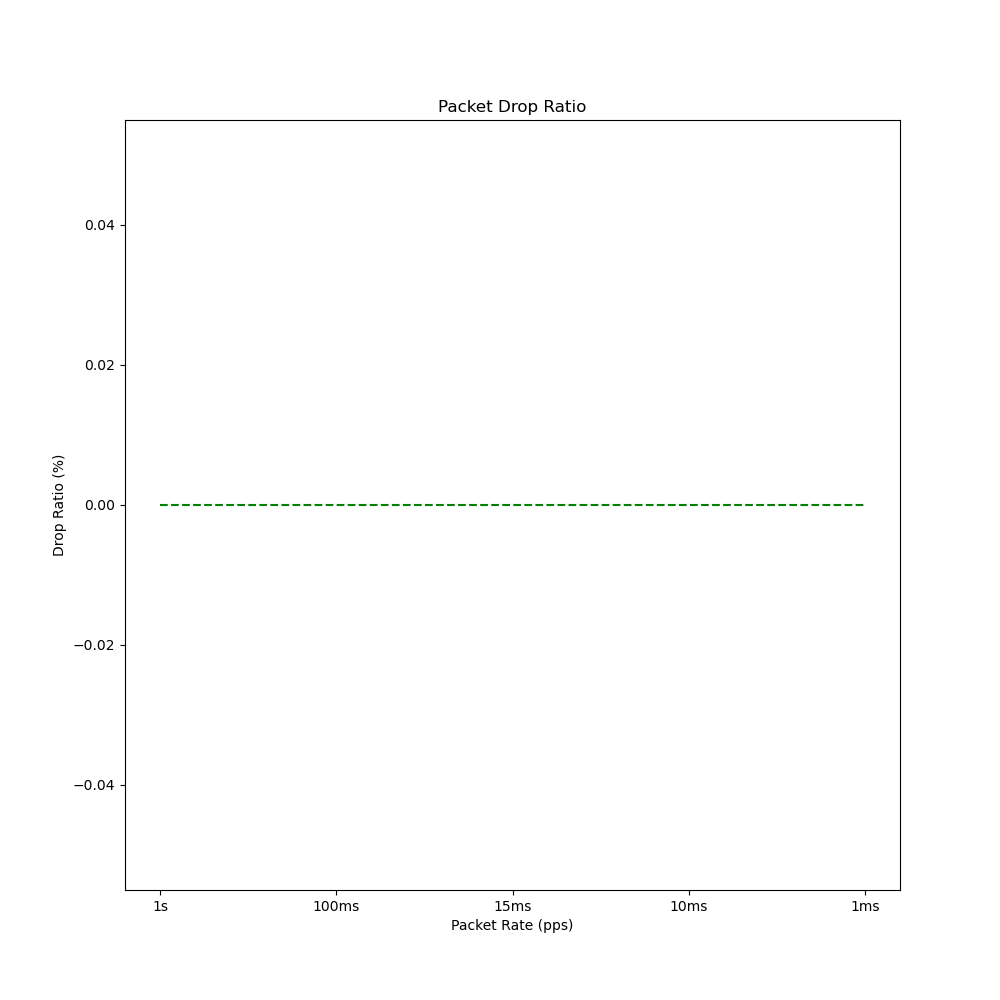 Packet Drop Ratio
0.04
0.02
0.00
−0.02
−0.04
Drop Ratio (%)
1s 100ms 15ms 10ms 1ms
Packet Rate (pps)